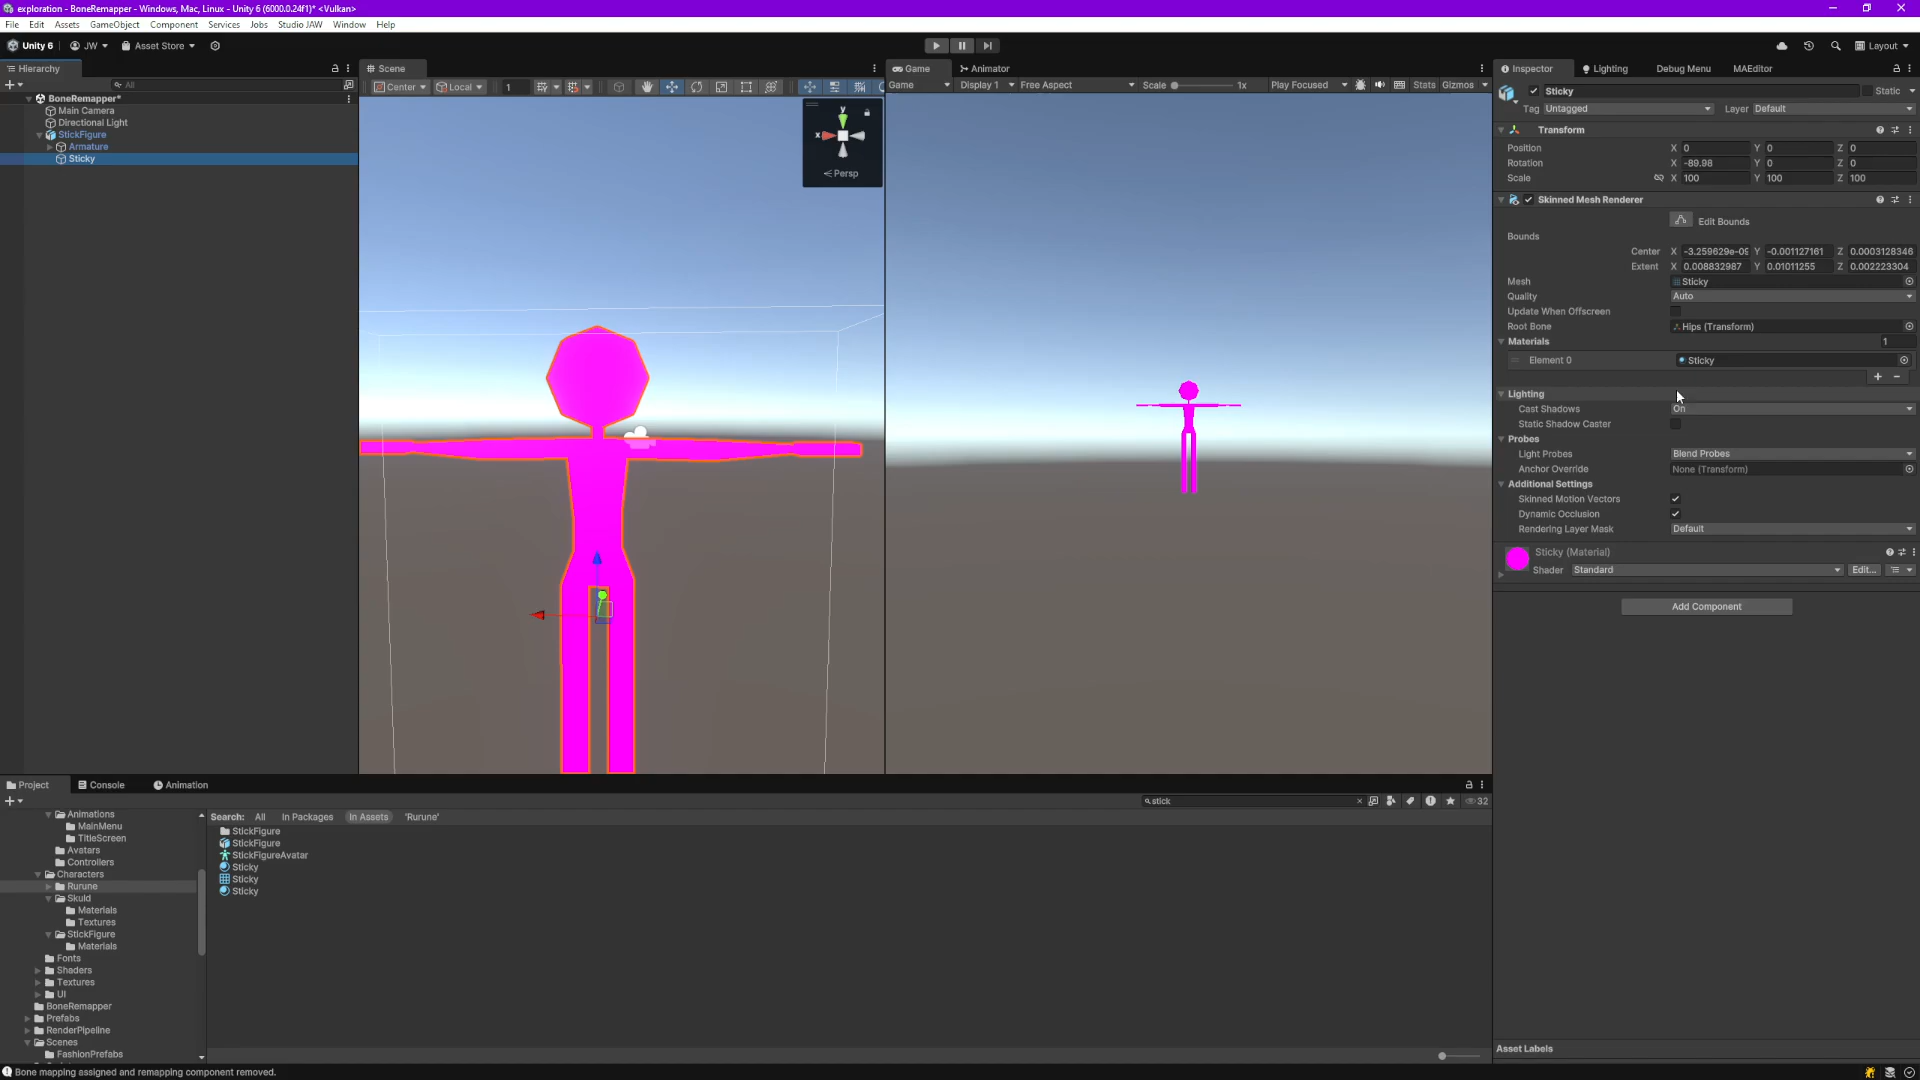 exploration - BoneRemapper - Windows, Mac, Linux - Unity 6 (6000.0.24f1)* <Vulkan>
File Edit Assets GameObject Component Services Jobs Studio JAW Window Help
Unity 6 JW Asset Store Layout
Hierarchy
All
BoneRemapper*
Main Camera
Directional Light
StickFigure
Armature
Sticky
Scene
Center Local 1
y
x
Persp
Game Animator
Game Display 1 Free Aspect Scale 1x Play Focused Stats Gizmos
Inspector Lighting Debug Menu MAEditor
Sticky Static
Tag Untagged Layer Default
Transform
Position X 0 Y 0 Z 0
Rotation X -89.98 Y 0 Z 0
Scale X 100 Y 100 Z 100
Skinned Mesh Renderer
Edit Bounds
Bounds
Center X -3.259629e-09 Y -0.001127161 Z 0.0003128346
Extent X 0.008832987 Y 0.01011255 Z 0.002223304
Mesh Sticky
Quality Auto
Update When Offscreen
Root Bone Hips (Transform)
Materials 1
Element 0 Sticky
+ -
Lighting
Cast Shadows On
Static Shadow Caster
Probes
Light Probes Blend Probes
Anchor Override None (Transform)
Additional Settings
Skinned Motion Vectors
Dynamic Occlusion
Rendering Layer Mask Default
Sticky (Material)
Shader Standard Edit...
Add Component
Asset Labels
Project Console Animation
stick 32
Animations
MainMenu
TitleScreen
Avatars
Controllers
Characters
Rurune
Skuld
Materials
Textures
StickFigure
Materials
Fonts
Shaders
Textures
UI
BoneRemapper
Prefabs
RenderPipeline
Scenes
FashionPrefabs
Search: All In Packages In Assets 'Rurune'
StickFigure
StickFigure
StickFigureAvatar
Sticky
Sticky
Sticky
Bone mapping assigned and remapping component removed.